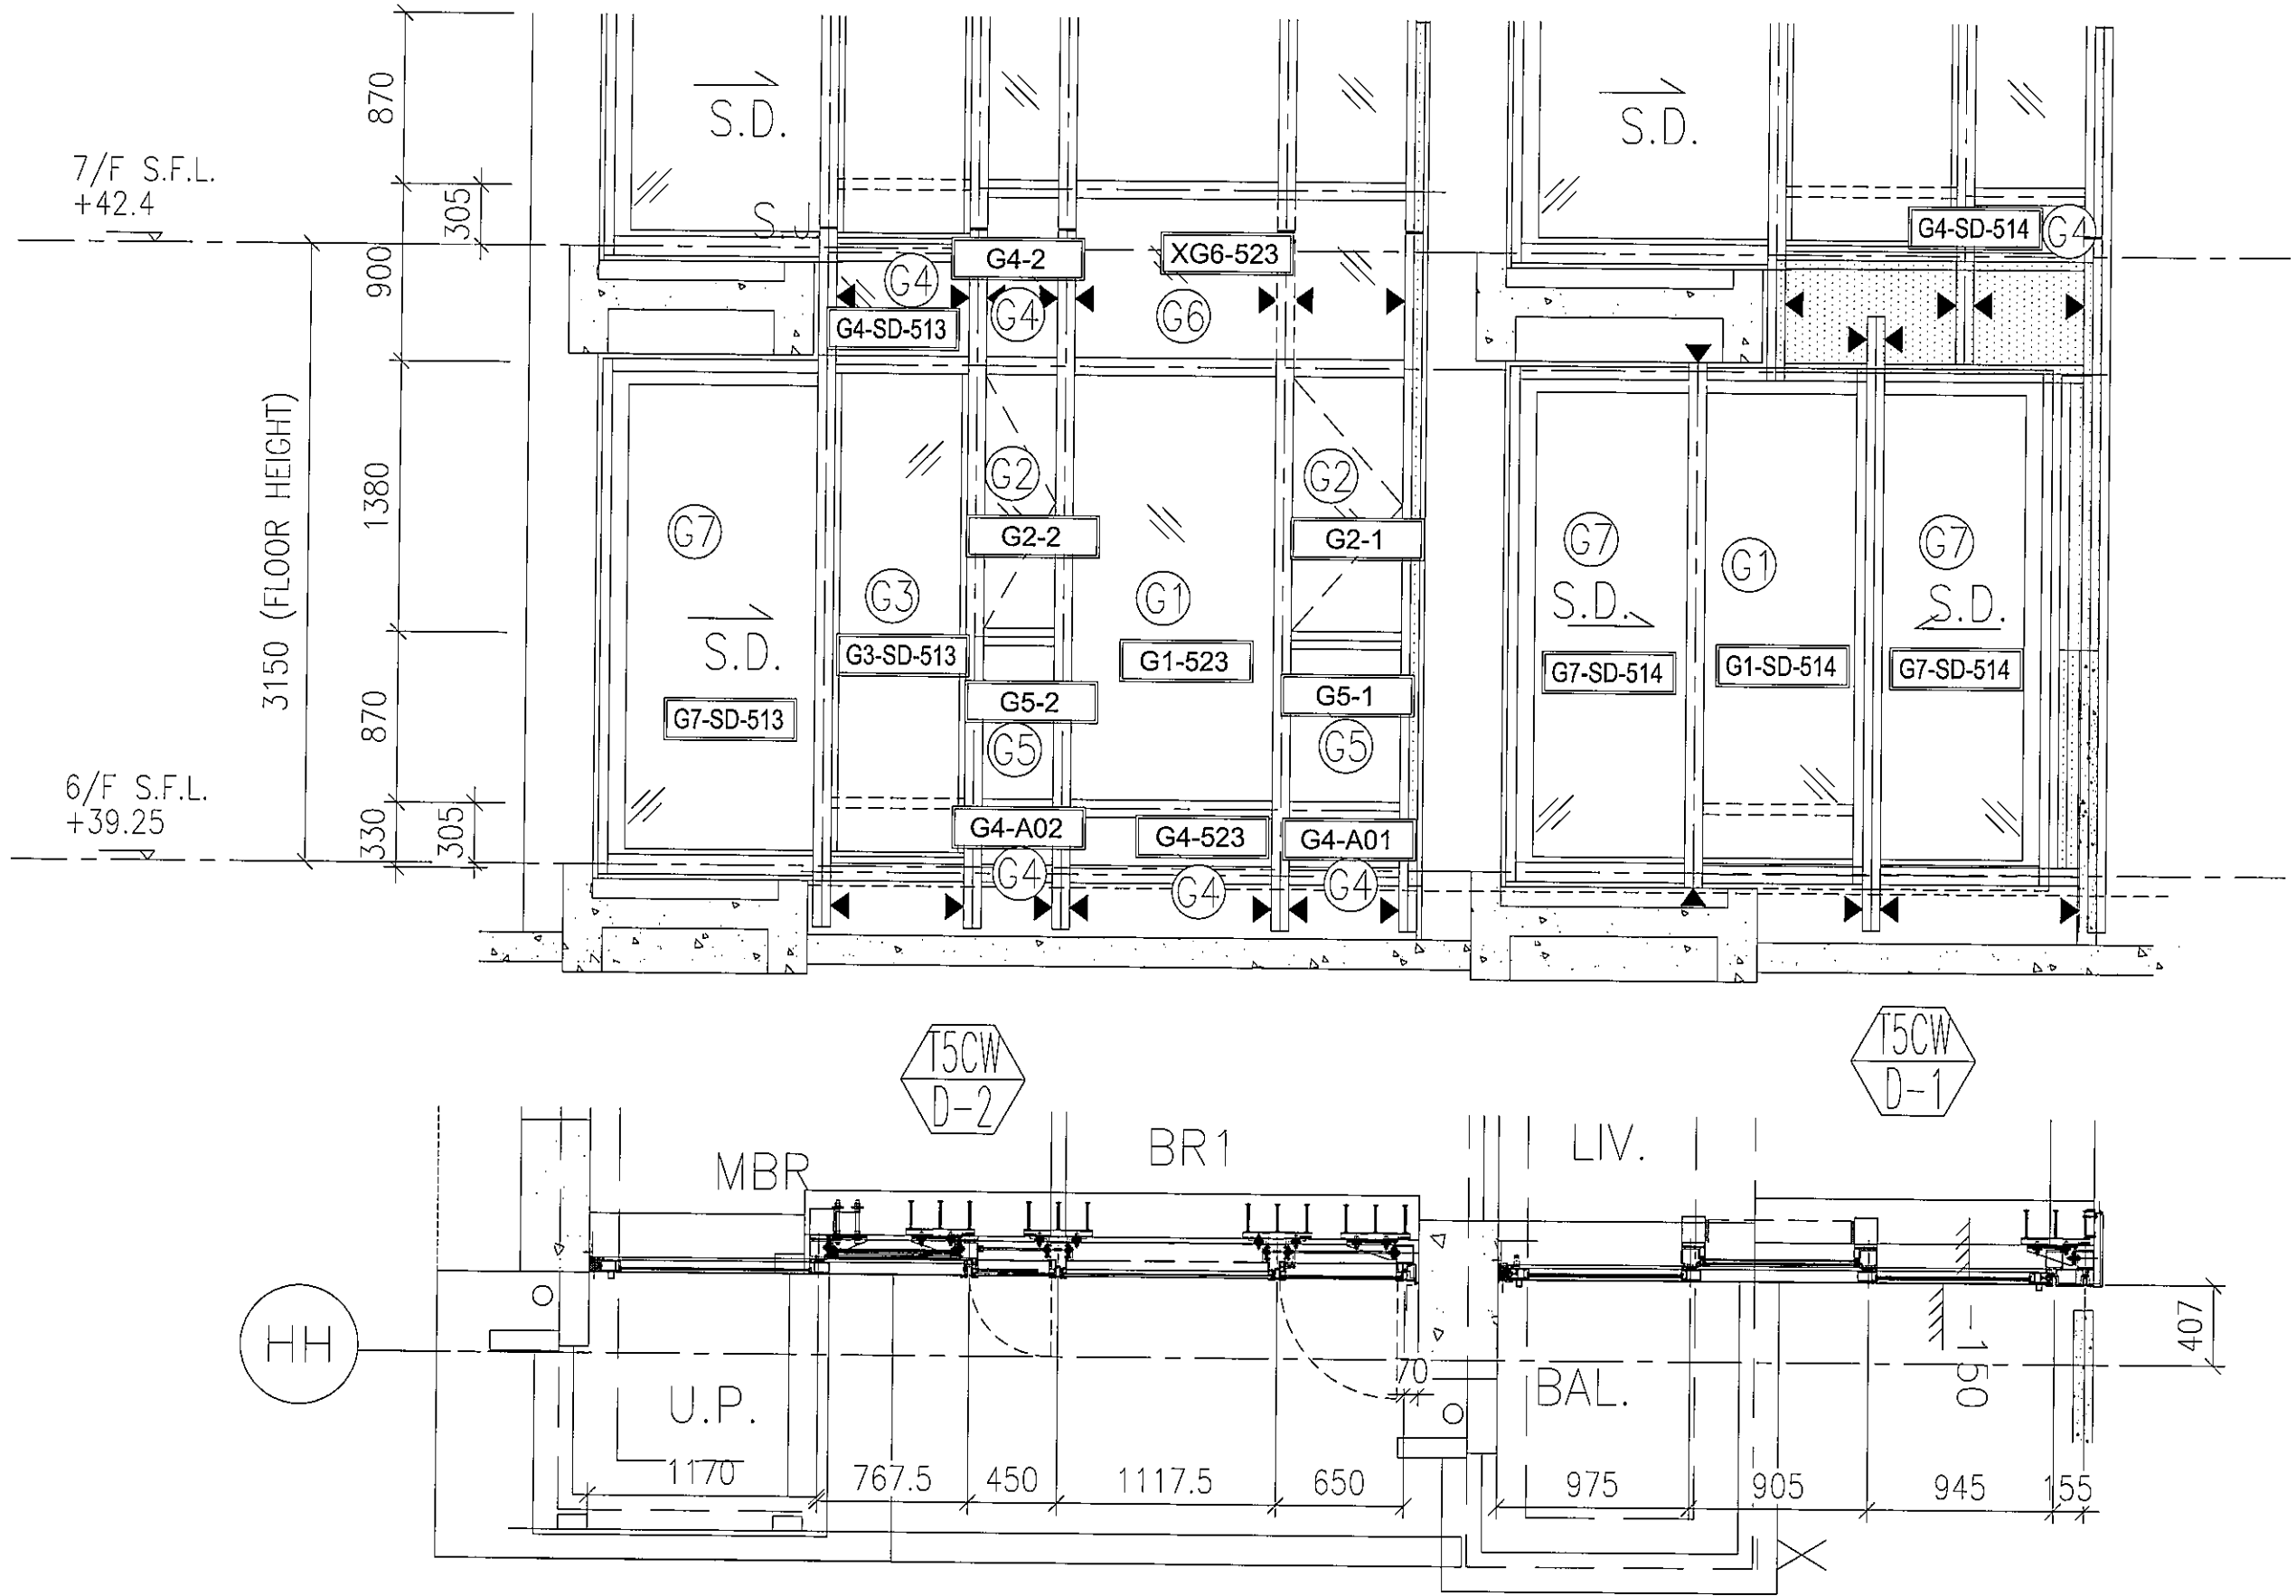 870
S.D.
S.D.
7/F S.F.L.
+42.4
305
S.J
G4-2
XG6-523
G4-SD-514
G4
900
G4
G4
G6
G4-SD-513
3150 (FLOOR HEIGHT)
1380
G7
G2
G2
G2-2
G2-1
G7
G1
G7
G3
G1
S.D.
S.D.
S.D.
G3-SD-513
G1-523
G7-SD-514
G1-SD-514
G7-SD-514
870
G7-SD-513
G5-2
G5-1
G5
G5
6/F S.F.L.
+39.25
330
305
G4-A02
G4-523
G4-A01
G4
G4
G4
T5CW
D-2
T5CW
D-1
MBR
BR1
LIV.
HH
U.P.
70
BAL.
-150
407
1170
767.5
450
1117.5
650
975
905
945
155